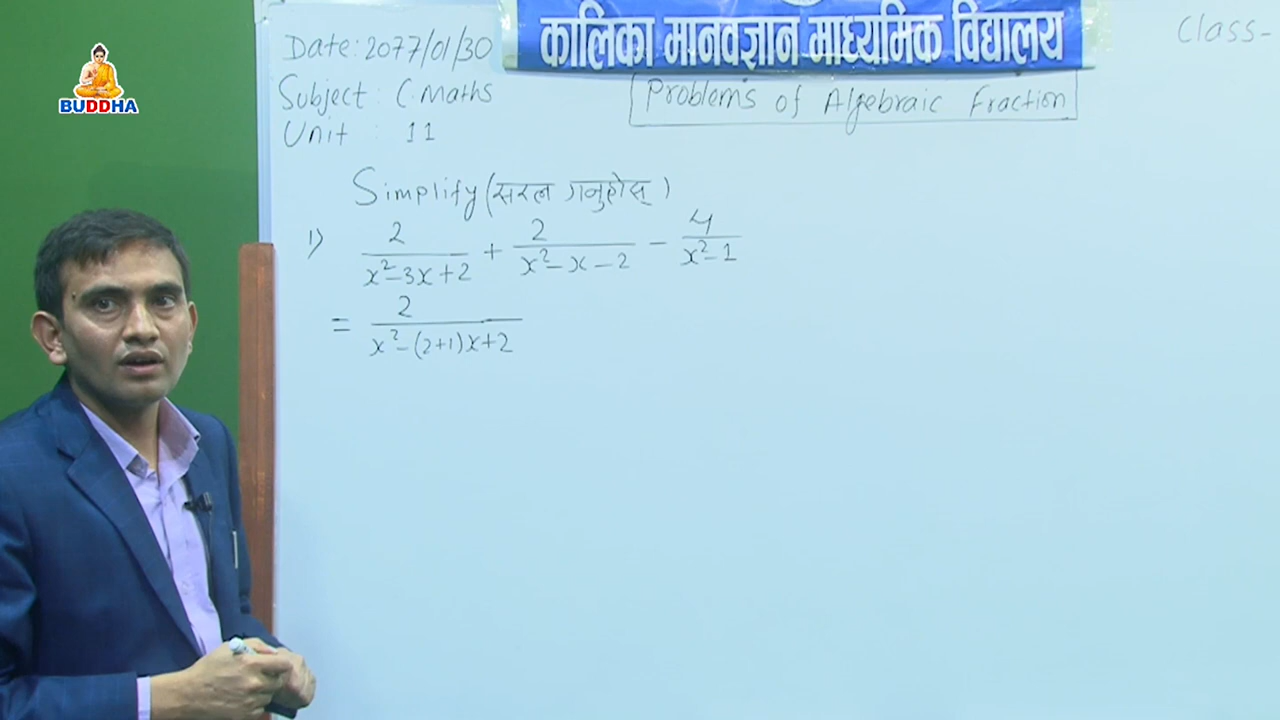 BUDDHA
कालिका मानवज्ञान माध्यमिक विद्यालय
Class-
Date: 2077/01/30
Subject: C. Maths
Unit : 11
Problems of Algebraic Fraction
Simplify (सरल गर्नुहोस्)
1) 2/(x²-3x+2) + 2/(x²-x-2) - 4/(x²-1)
= 2/(x²-(2+1)x+2)